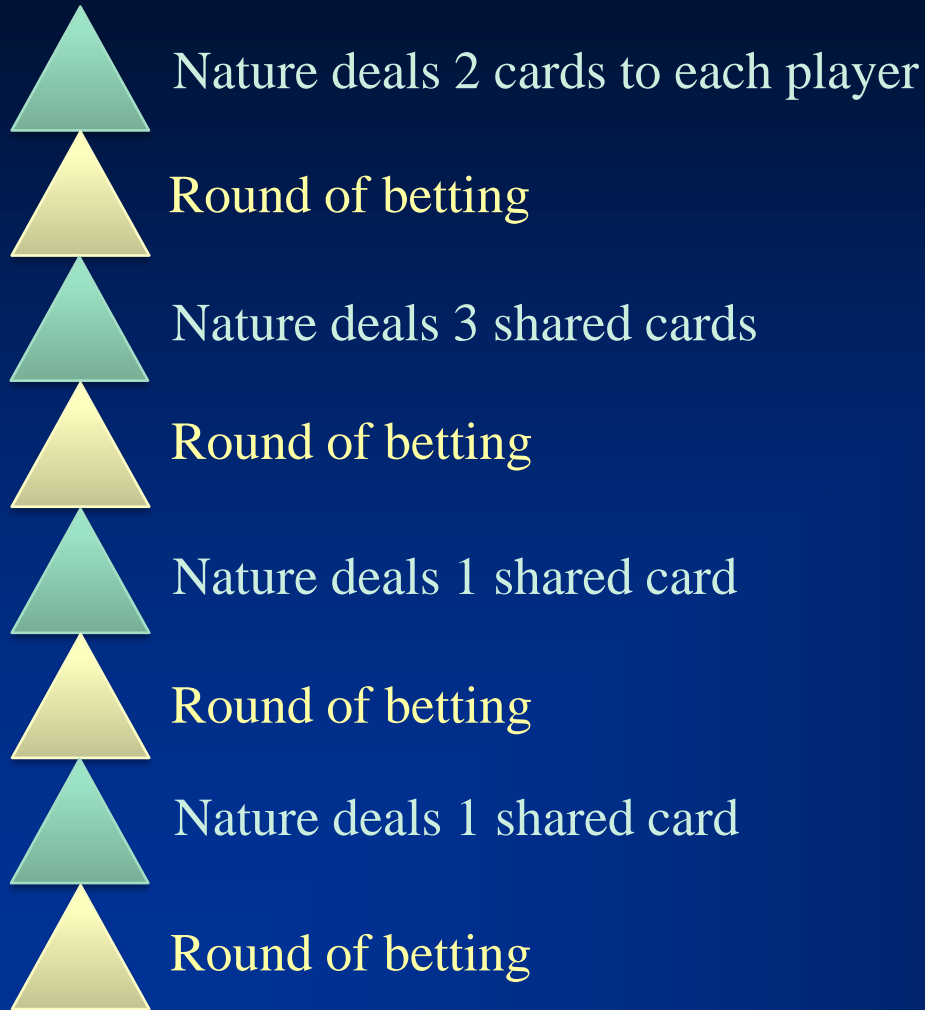 Nature deals 2 cards to each player
Round of betting
Nature deals 3 shared cards
Round of betting
Nature deals 1 shared card
Round of betting
Nature deals 1 shared card
Round of betting